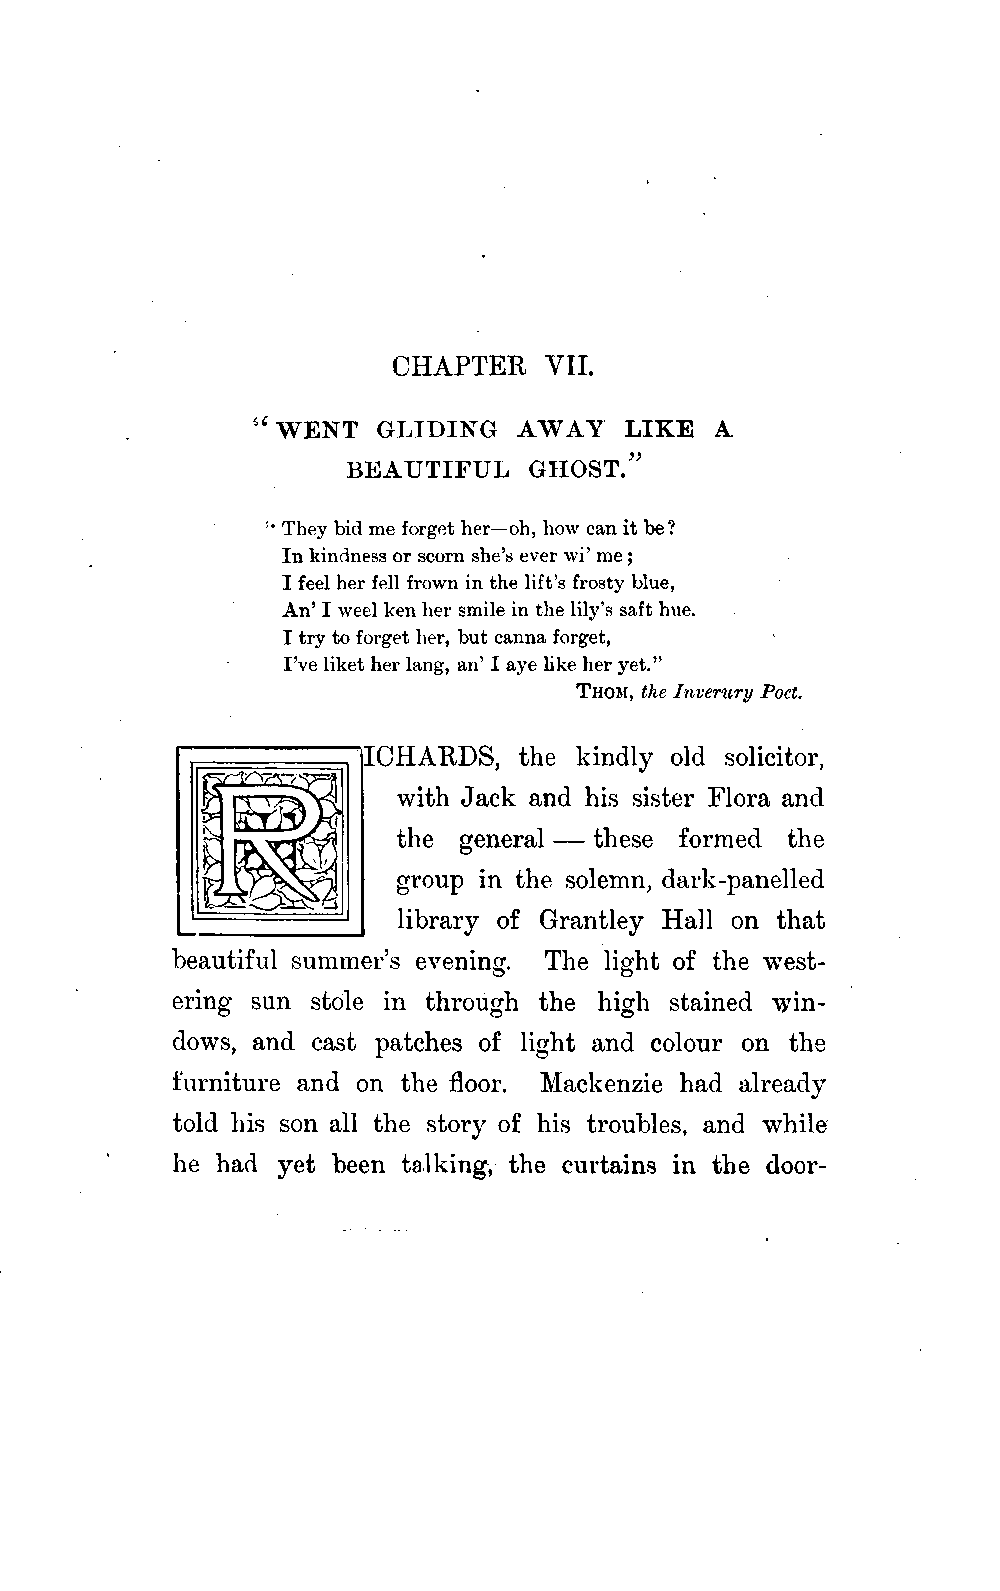 CHAPTER VII.
"WENT GLIDING AWAY LIKE A
BEAUTIFUL GHOST."
"They bid me forget her—oh, how can it be?
In kindness or scorn she's ever wi' me;
I feel her fell frown in the lift's frosty blue,
An' I weel ken her smile in the lily's saft hue.
I try to forget her, but canna forget,
I've liket her lang, an' I aye like her yet."
THOM, the Inverury Poet.
RICHARDS, the kindly old solicitor,
with Jack and his sister Flora and
the general — these formed the
group in the solemn, dark-panelled
library of Grantley Hall on that
beautiful summer's evening. The light of the west-
ering sun stole in through the high stained win-
dows, and cast patches of light and colour on the
furniture and on the floor. Mackenzie had already
told his son all the story of his troubles, and while
he had yet been talking, the curtains in the door-